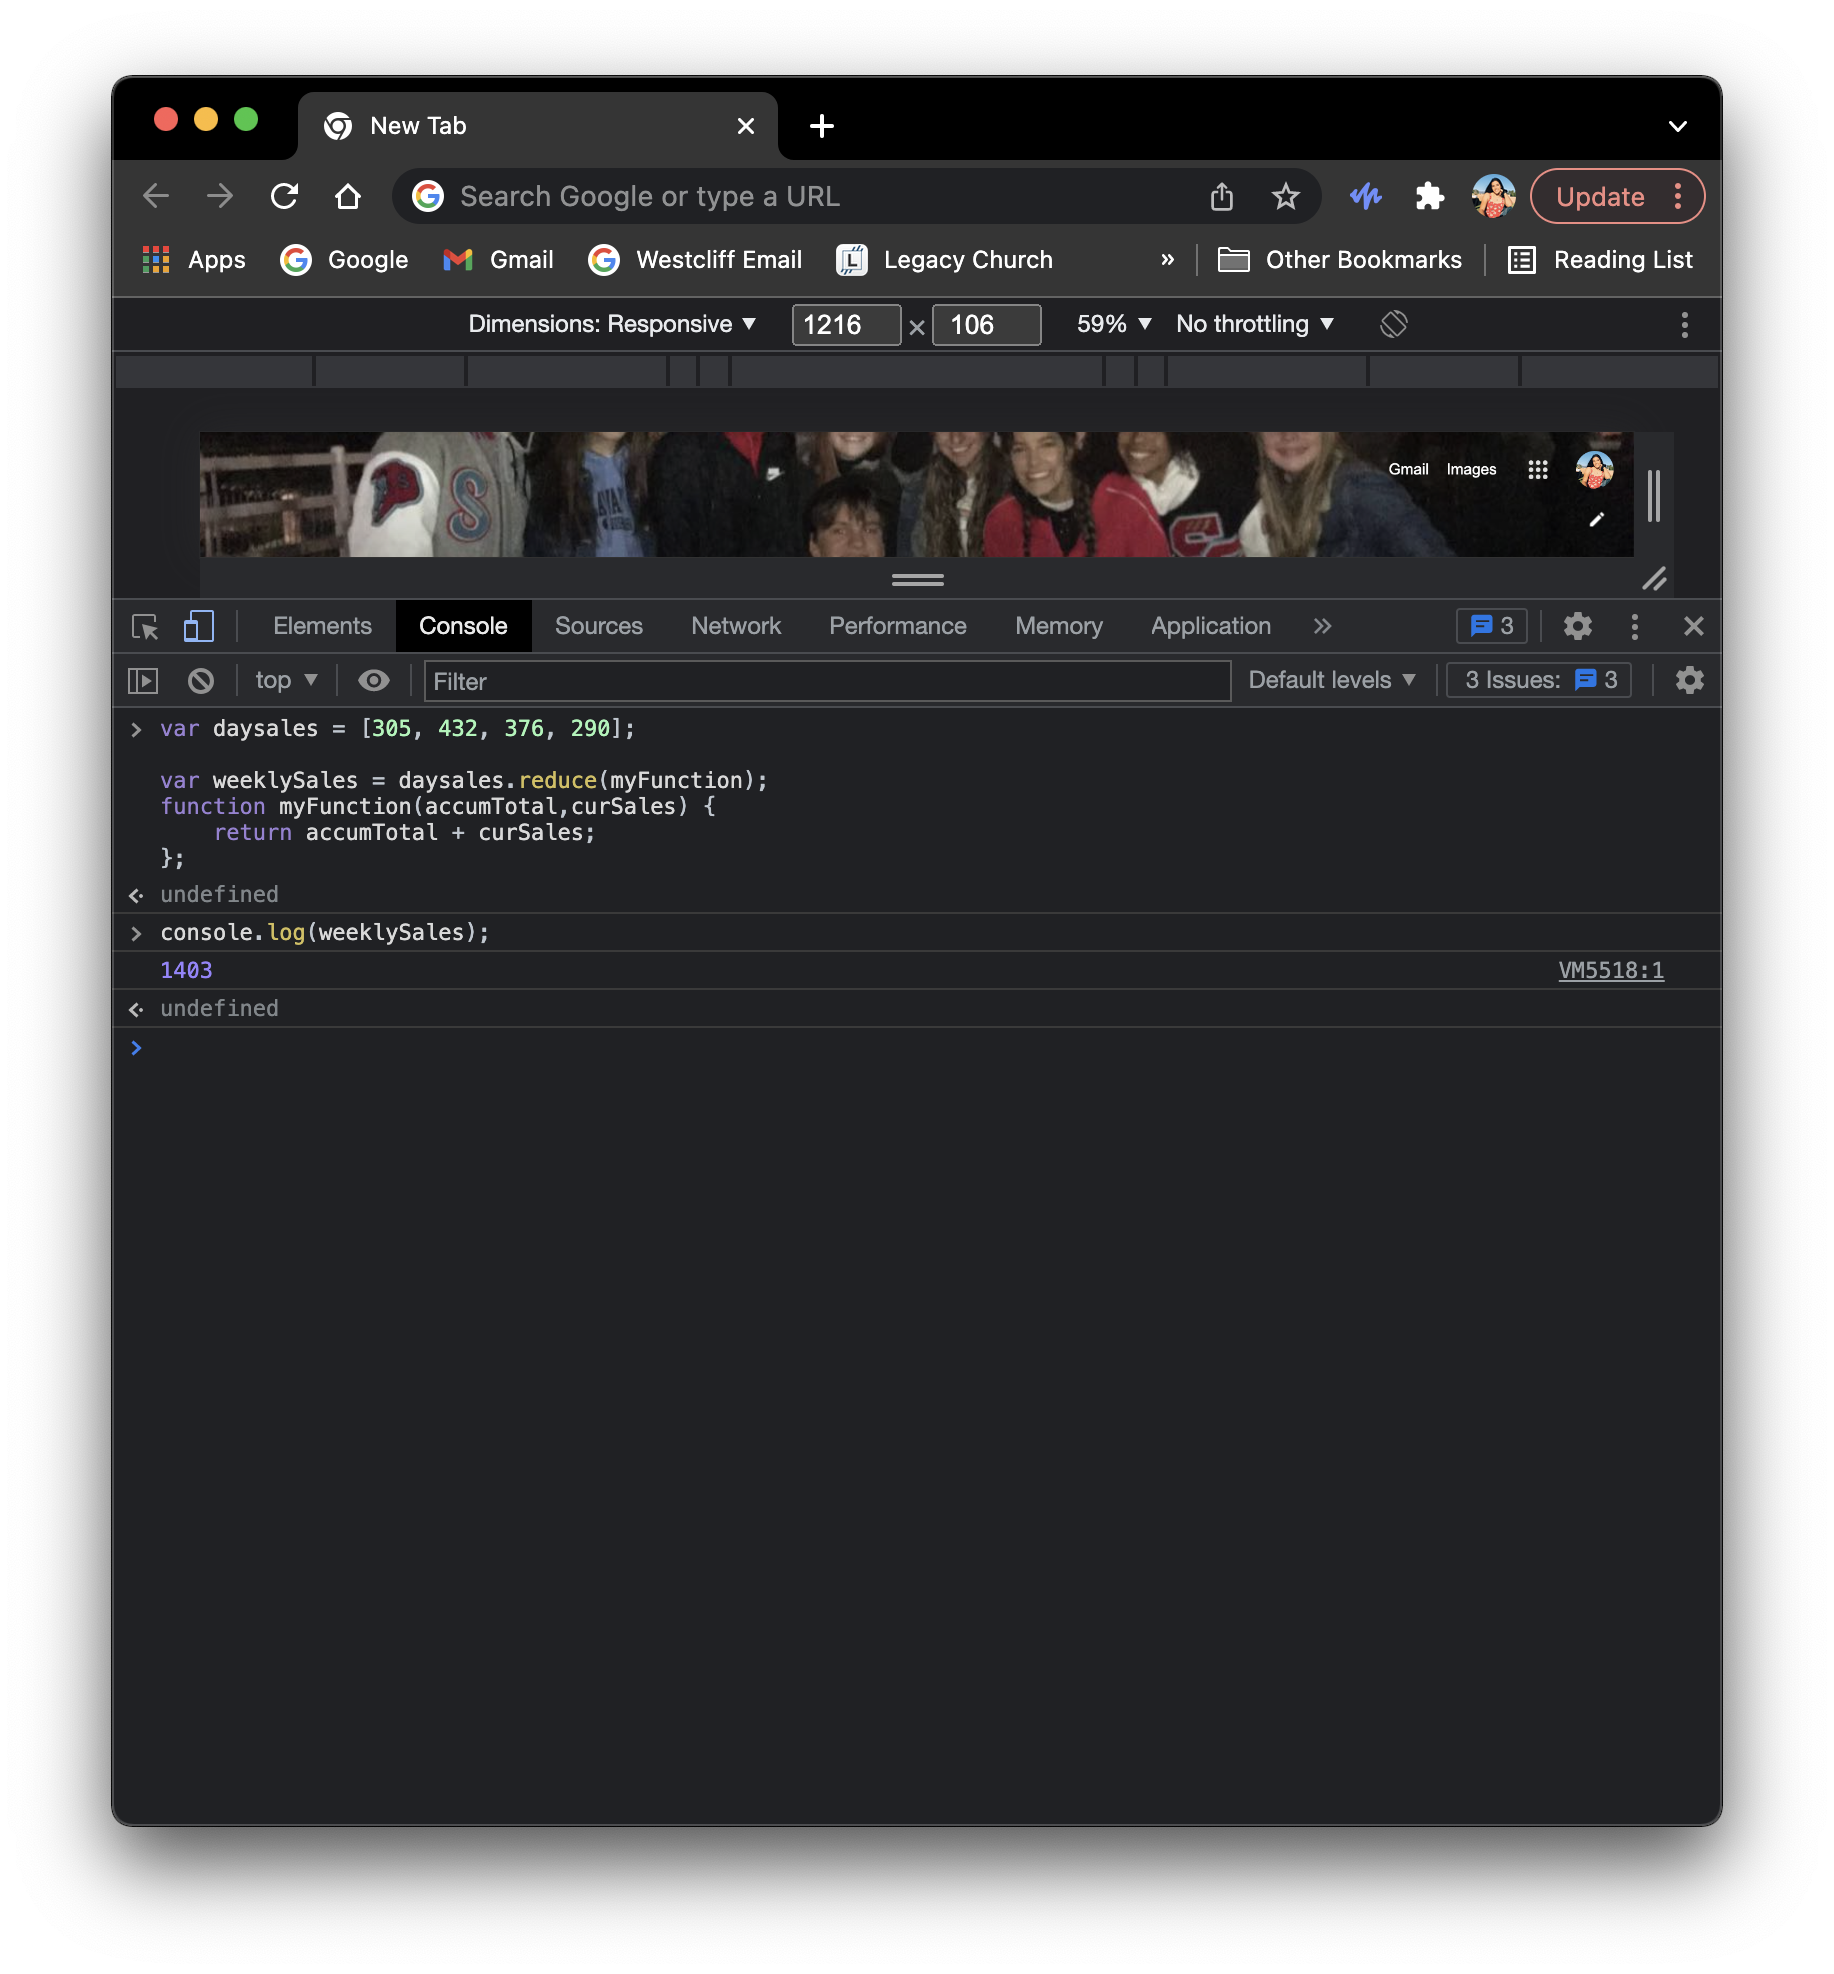 New Tab
Search Google or type a URL
Update
Apps Google Gmail Westcliff Email Legacy Church » Other Bookmarks Reading List
Dimensions: Responsive ▼ 1216 × 106 59% ▼ No throttling ▼
Gmail Images
Elements Console Sources Network Performance Memory Application » 3
top ▼ Filter Default levels ▼ 3 Issues: 3
> var daysales = [305, 432, 376, 290];
var weeklySales = daysales.reduce(myFunction);
function myFunction(accumTotal,curSales) {
    return accumTotal + curSales;
};
undefined
> console.log(weeklySales);
1403 VM5518:1
undefined
>